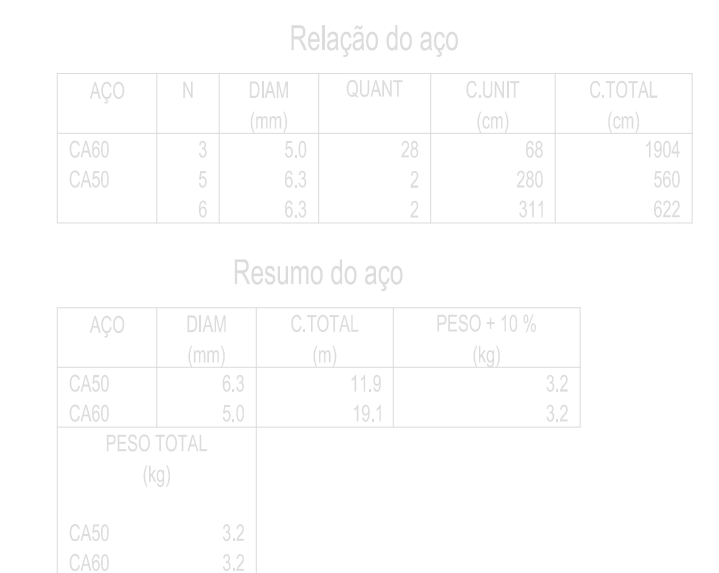 Relação do aço
AÇO N DIAM QUANT C.UNIT C.TOTAL
(mm) (cm) (cm)
CA60 3 5.0 28 68 1904
CA50 5 6.3 2 280 560
6 6.3 2 311 622
Resumo do aço
AÇO DIAM C.TOTAL PESO + 10 %
(mm) (m) (kg)
CA50 6.3 11.9 3.2
CA60 5.0 19.1 3.2
PESO TOTAL
(kg)
CA50 3.2
CA60 3.2